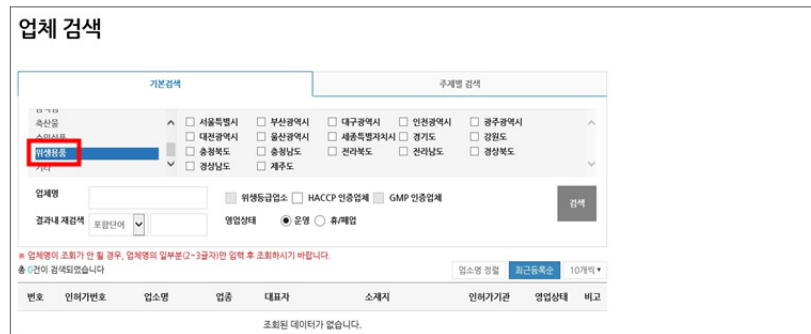 업체 검색
기본검색
주제별 검색
축산물
수입식품
위생용품
기타
서울특별시 부산광역시 대구광역시 인천광역시 광주광역시
대전광역시 울산광역시 세종특별자치시 경기도 강원도
충청북도 충청남도 전라북도 전라남도 경상북도
경상남도 제주도
업체명
위생등급업소 HACCP 인증업체 GMP 인증업체
검색
결과내 재검색 포함단어 영업상태 운영 휴/폐업
※ 업체명이 조회가 안 될 경우, 업체명의 일부분(2~3글자)만 입력 후 조회하시기 바랍니다.
총 0건이 검색되었습니다
업소명 정렬 최근등록순 10개씩
번호 인허가번호 업소명 업종 대표자 소재지 인허가기관 영업상태 비고
조회된 데이터가 없습니다.